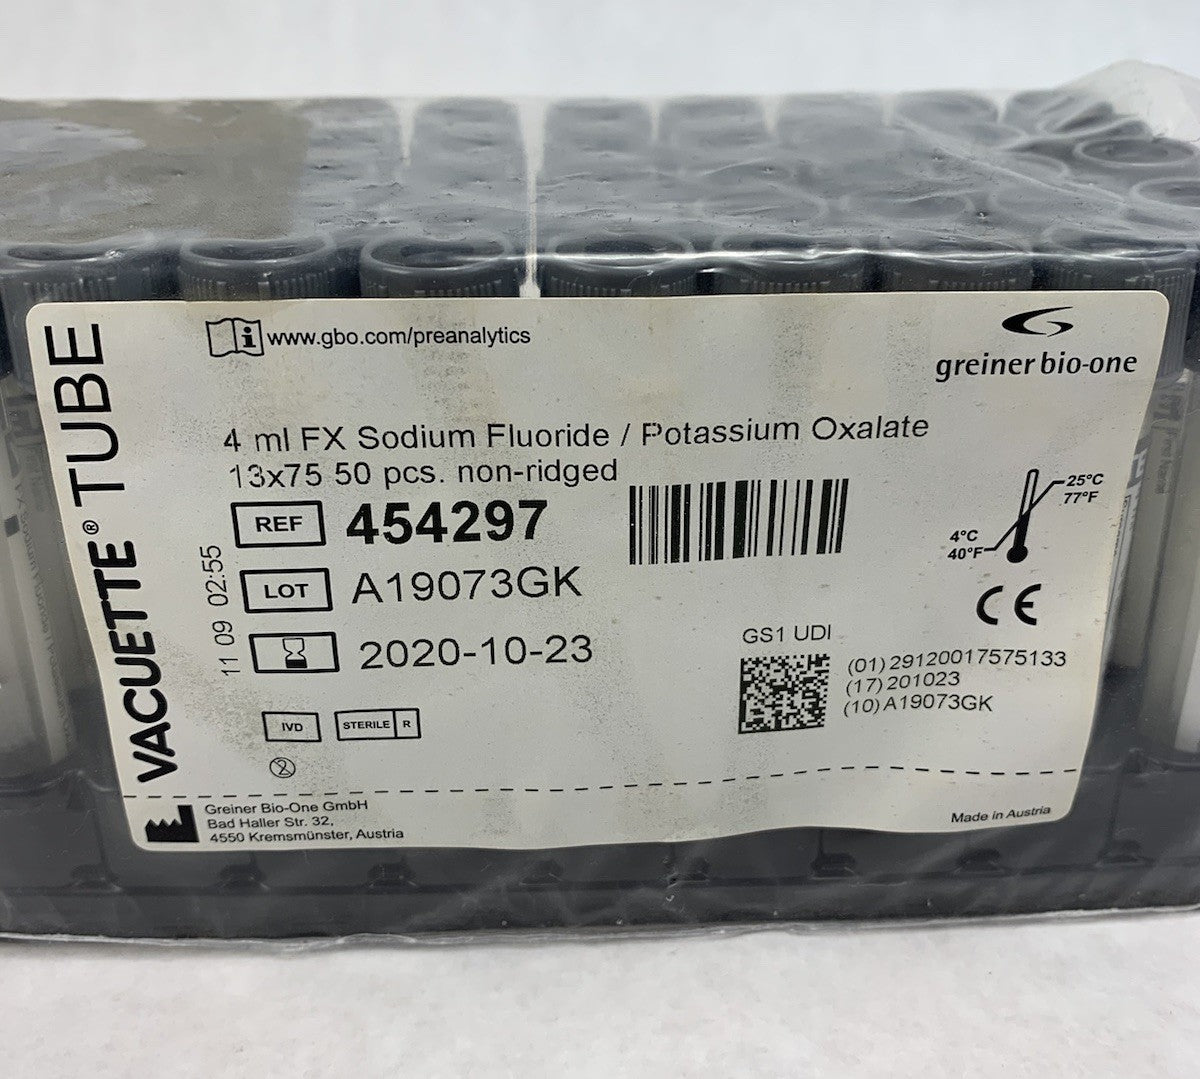 VACUETTE® TUBE
www.gbo.com/preanalytics
greiner bio-one
4 ml FX Sodium Fluoride / Potassium Oxalate
13x75 50 pcs. non-ridged
REF 454297
LOT A19073GK
2020-10-23
11 09 02:55
25°C
77°F
4°C
40°F
CE
GS1 UDI
(01)29120017575133
(17)201023
(10)A19073GK
IVD
STERILE R
2
Greiner Bio-One GmbH
Bad Haller Str. 32,
4550 Kremsmünster, Austria
Made in Austria